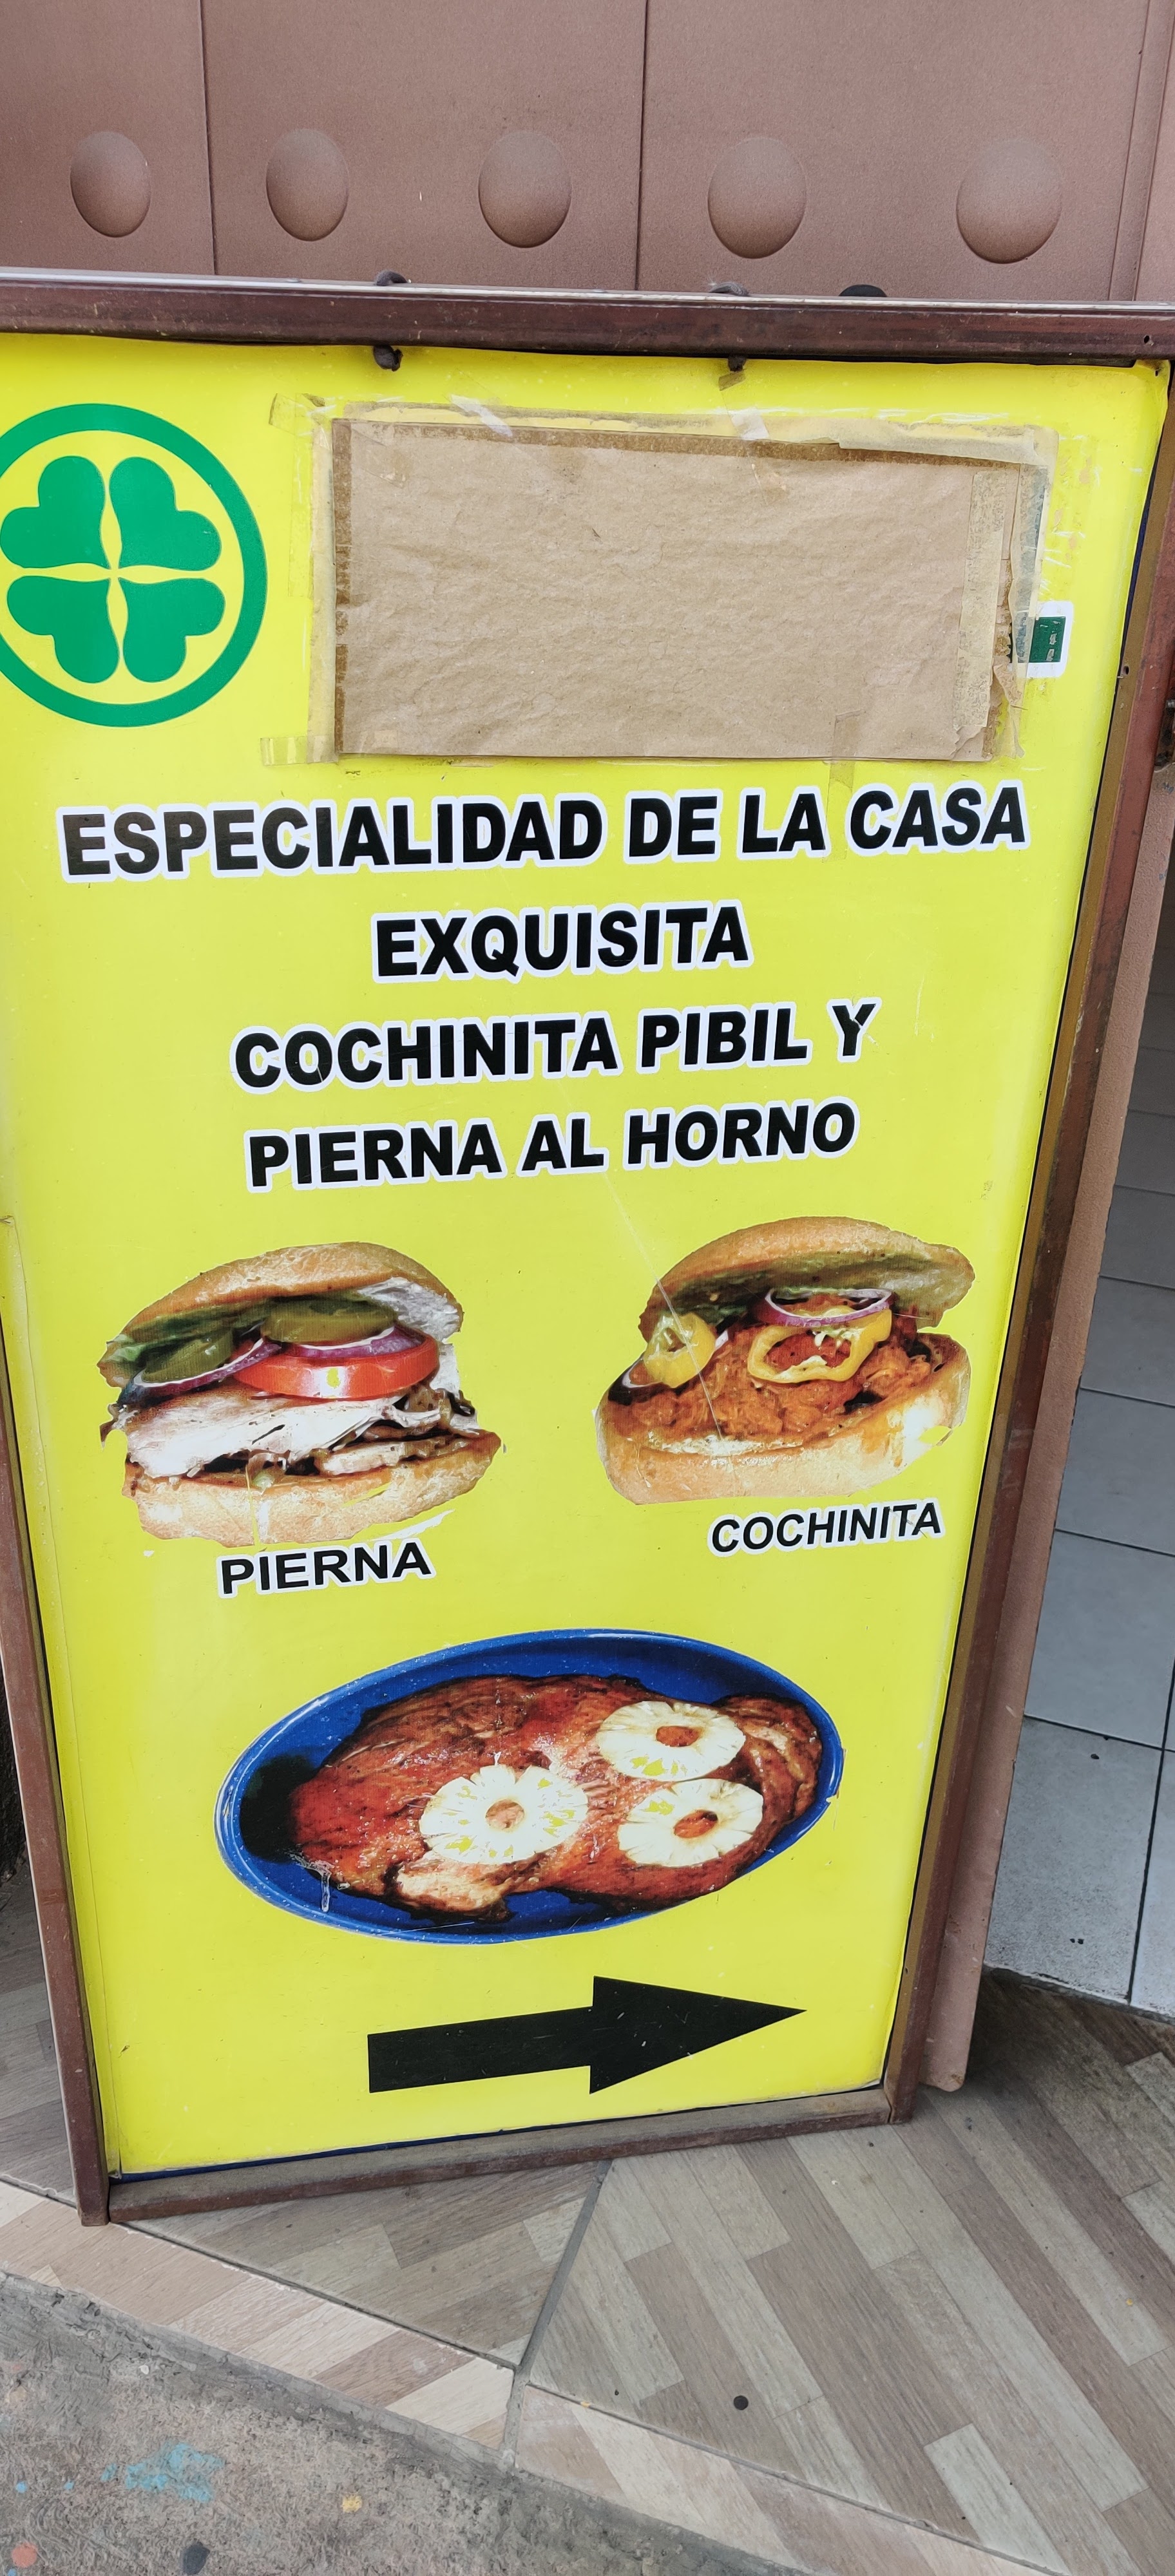 ESPECIALIDAD DE LA CASA
EXQUISITA
COCHINITA PIBIL Y
PIERNA AL HORNO
PIERNA
COCHINITA